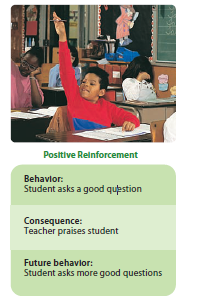 Positive Reinforcement
Behavior:
Student asks a good question
Consequence:
Teacher praises student
Future behavior:
Student asks more good questions